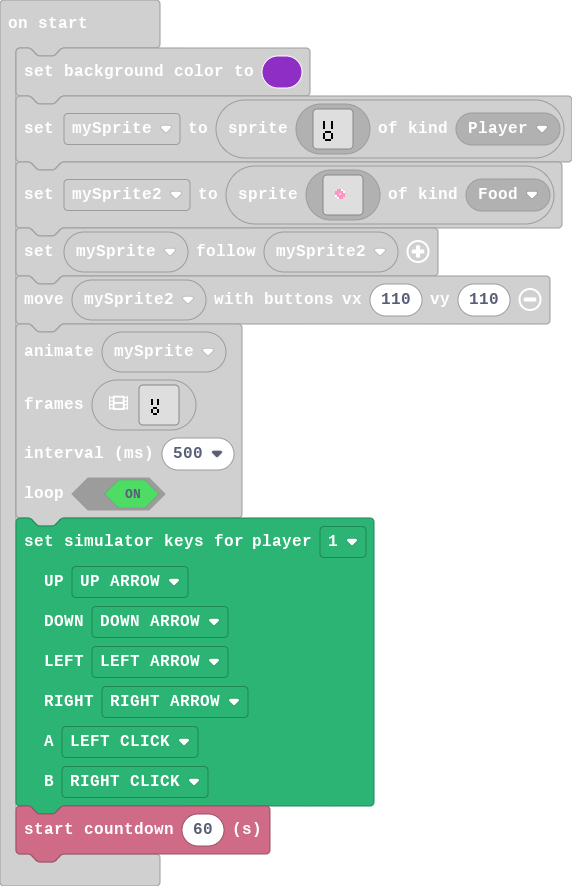 on start
set background color to
set mySprite to sprite of kind Player
set mySprite2 to sprite of kind Food
set mySprite follow mySprite2
move mySprite2 with buttons vx 110 vy 110
animate mySprite
frames
interval (ms) 500
loop ON
set simulator keys for player 1
UP UP ARROW
DOWN DOWN ARROW
LEFT LEFT ARROW
RIGHT RIGHT ARROW
A LEFT CLICK
B RIGHT CLICK
start countdown 60 (s)